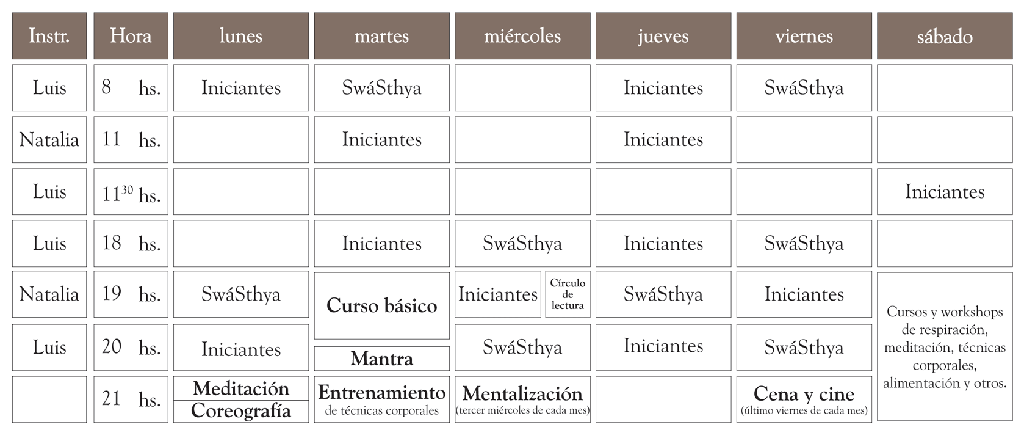 Instr. Hora lunes martes miércoles jueves viernes sábado
Luis 8 hs. Iniciantes SwáSthya Iniciantes SwáSthya
Natalia 11 hs. Iniciantes Iniciantes
Luis 11³⁰ hs. Iniciantes
Luis 18 hs. Iniciantes SwáSthya Iniciantes SwáSthya
Natalia 19 hs. SwáSthya Curso básico Iniciantes Círculo de lectura SwáSthya Iniciantes
Luis 20 hs. Iniciantes Mantra SwáSthya Iniciantes SwáSthya
Cursos y workshops
de respiración,
meditación, técnicas
corporales,
alimentación y otros.
21 hs. Meditación Entrenamiento Mentalización Cena y cine
Coreografía de técnicas corporales (tercer miércoles de cada mes) (último viernes de cada mes)